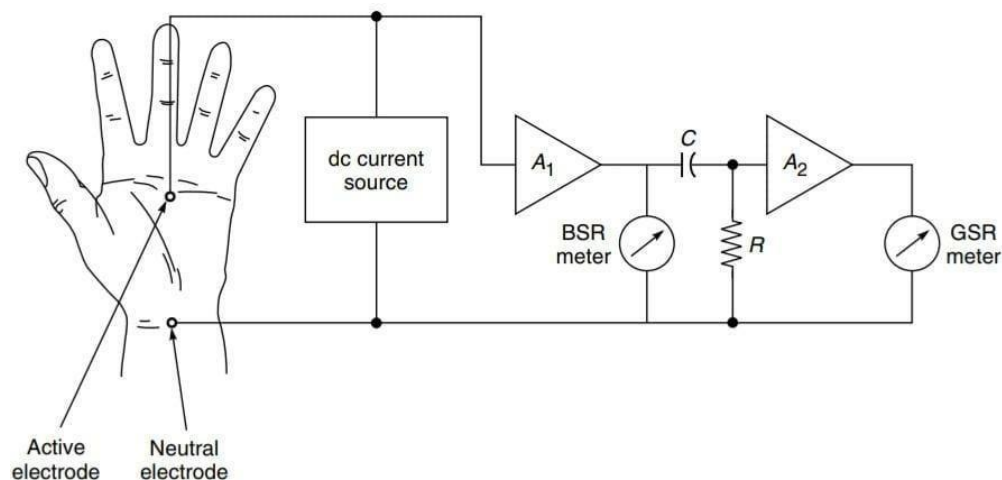 dc current
source
A1
C
A2
BSR
meter
R
GSR
meter
Active
electrode
Neutral
electrode